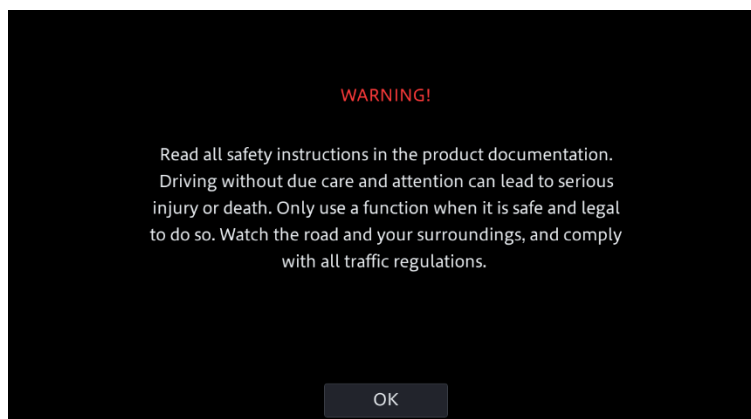 WARNING!
Read all safety instructions in the product documentation.
Driving without due care and attention can lead to serious
injury or death. Only use a function when it is safe and legal
to do so. Watch the road and your surroundings, and comply
with all traffic regulations.
OK